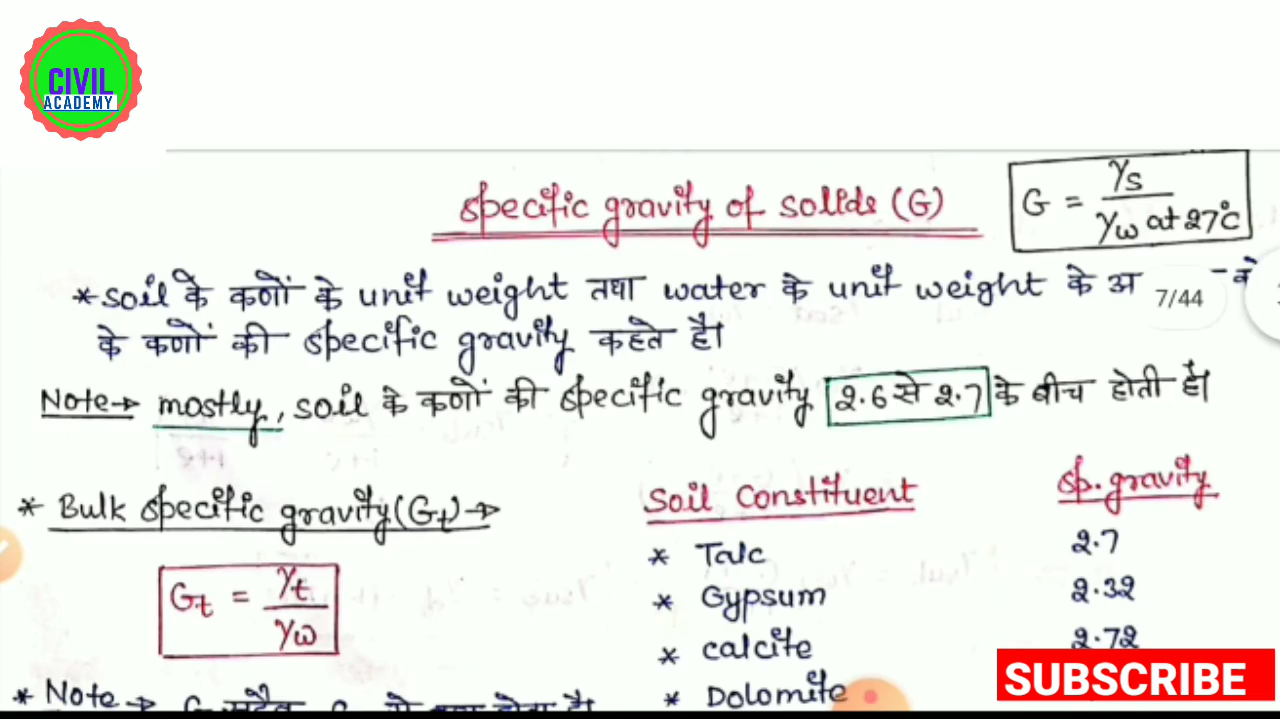 CIVIL
ACADEMY
Specific gravity of solids (G)
G = γs / γw at 27°c
* soil के कणों के unit weight तथा water के unit weight के अ
7/44
के कणों की specific gravity कहते है।
Note→ mostly, soil के कणों की specific gravity 2.6 से 2.7 के बीच होती है।
* Bulk specific gravity (Gt) →
Gt = γt / γw
* Note →
Soil Constituent sp. gravity
* Talc 2.7
* Gypsum 2.32
* calcite 2.72
* Dolomite
SUBSCRIBE